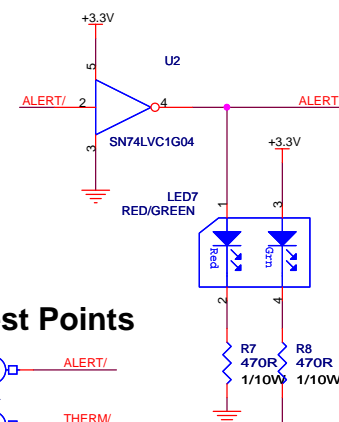 +3.3V
U2
5
ALERT/
2
4
ALERT
SN74LVC1G04
3
+3.3V
LED7
RED/GREEN
1
3
Red
Grn
2
4
st Points
R7
470R
1/10W
R8
470R
1/10W
ALERT/
THERM/